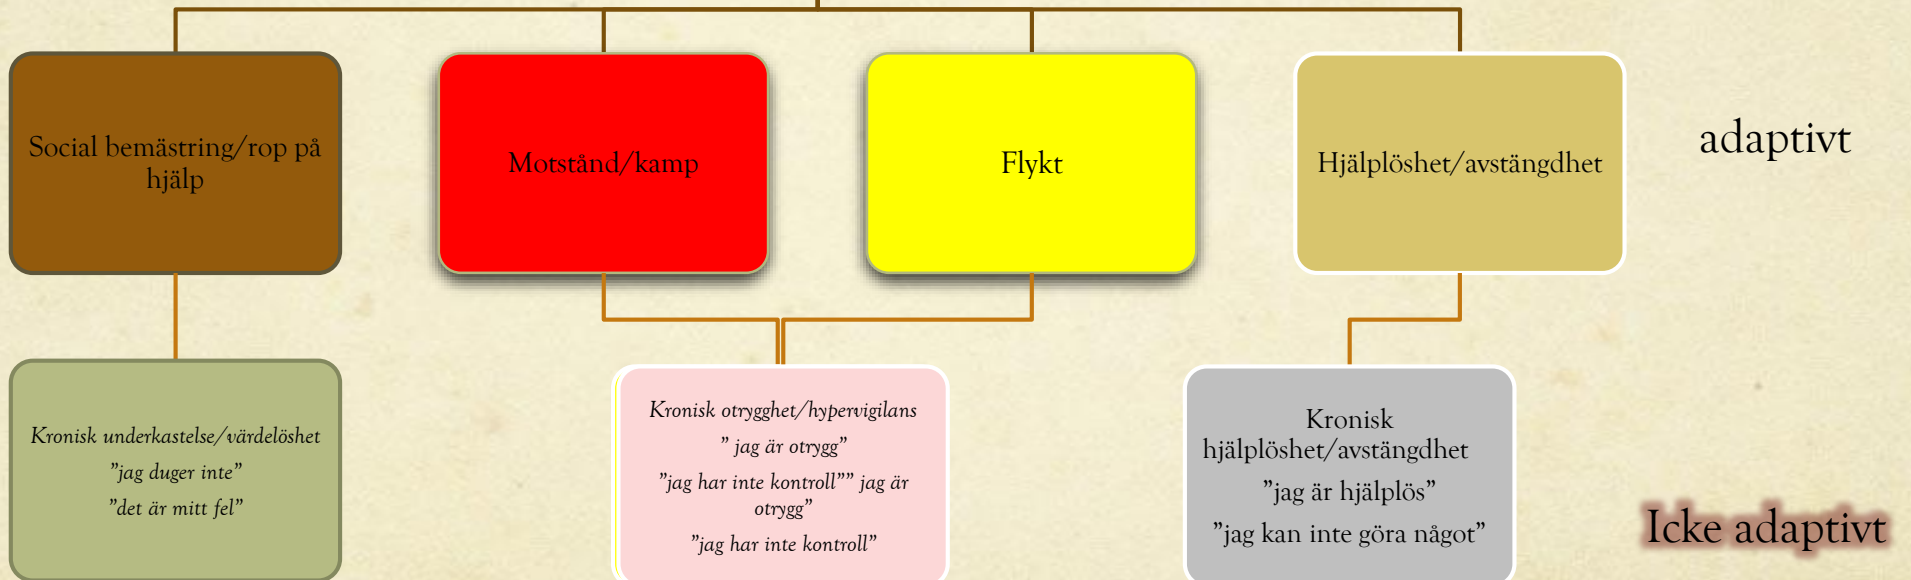 Social bemästring/rop på
hjälp
Motstånd/kamp
Flykt
Hjälplöshet/avstängdhet
adaptivt
Kronisk underkastelse/värdelöshet
”jag duger inte”
”det är mitt fel”
Kronisk otrygghet/hypervigilans
” jag är otrygg”
”jag har inte kontroll”” jag är
otrygg”
”jag har inte kontroll”
Kronisk
hjälplöshet/avstängdhet
”jag är hjälplös”
”jag kan inte göra något”
Icke adaptivt